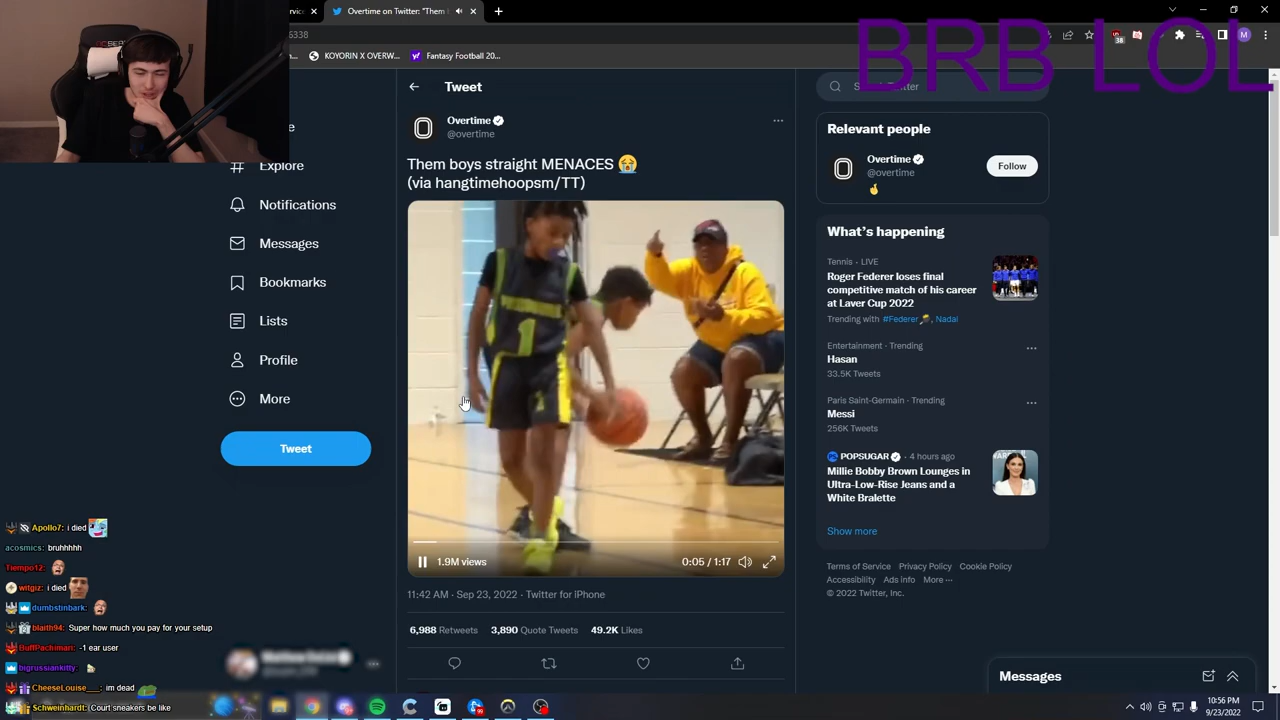 6338
KOYORIN X OVERW...
Fantasy Football 20...
BRB LOL
Tweet
Overtime
@overtime
Them boys straight MENACES 😭
(via hangtimehoopsm/TT)
1.9M views
0:05 / 1:17
11:42 AM · Sep 23, 2022 · Twitter for iPhone
6,988 Retweets 3,890 Quote Tweets 49.2K Likes
Explore
Notifications
Messages
Bookmarks
Lists
Profile
More
Tweet
Relevant people
Overtime
@overtime
Follow
What's happening
Tennis · LIVE
Roger Federer loses final
competitive match of his career
at Laver Cup 2022
Trending with #Federer, Nadal
Entertainment · Trending
Hasan
33.5K Tweets
Paris Saint-Germain · Trending
Messi
256K Tweets
POPSUGAR · 4 hours ago
Millie Bobby Brown Lounges in
Ultra-Low-Rise Jeans and a
White Bralette
Show more
Terms of Service Privacy Policy Cookie Policy
Accessibility Ads info More ···
© 2022 Twitter, Inc.
Messages
Apollo7: i died
acosmics: bruhhhhh
Tiempo12:
witgiz: i died
dumbstinbark:
blaith94: Super how much you pay for your setup
BuffPachiman: -1 ear user
bigrussiankitty:
CheeseLouise___: im dead
Schweinhardt: Court sneakers be like
10:56 PM
9/23/2022